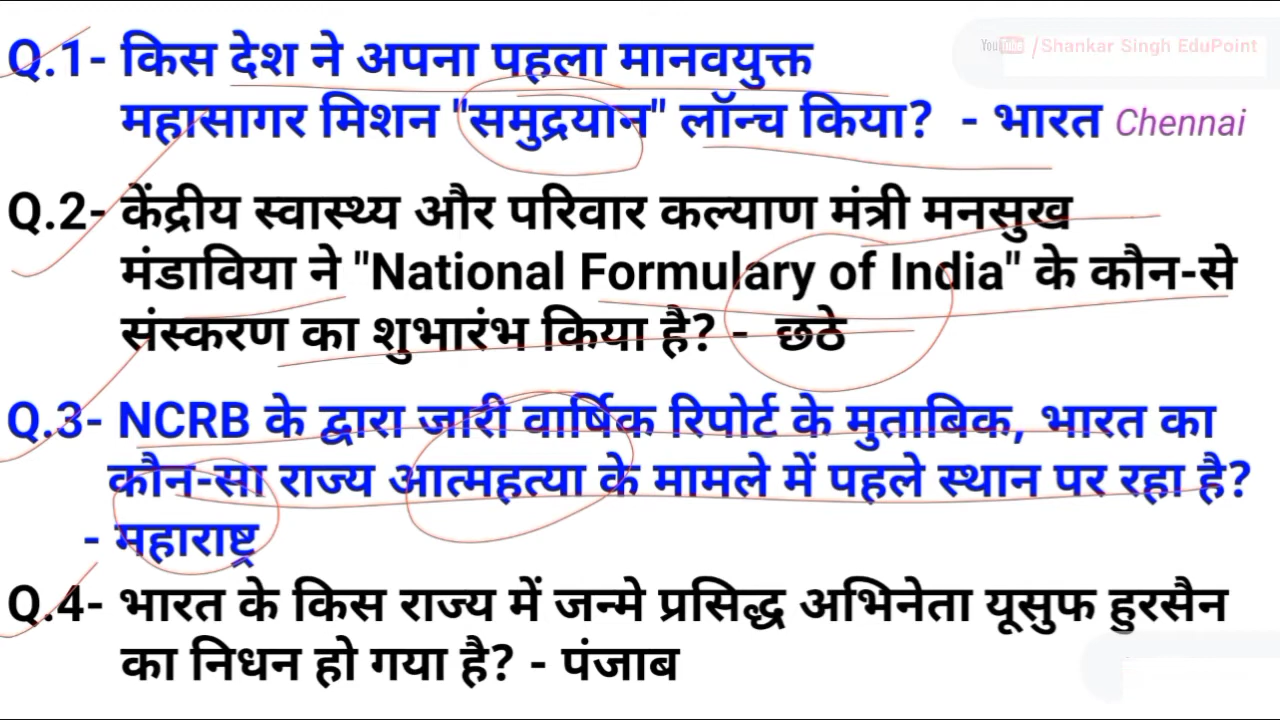 YouTube /Shankar Singh EduPoint
Q.1- किस देश ने अपना पहला मानवयुक्त
महासागर मिशन "समुद्रयान" लॉन्च किया? - भारत Chennai
Q.2- केंद्रीय स्वास्थ्य और परिवार कल्याण मंत्री मनसुख
मंडाविया ने "National Formulary of India" के कौन-से
संस्करण का शुभारंभ किया है? - छठे
Q.3- NCRB के द्वारा जारी वार्षिक रिपोर्ट के मुताबिक, भारत का
कौन-सा राज्य आत्महत्या के मामले में पहले स्थान पर रहा है?
- महाराष्ट्र
Q.4- भारत के किस राज्य में जन्मे प्रसिद्ध अभिनेता यूसुफ हुरसैन
का निधन हो गया है? - पंजाब